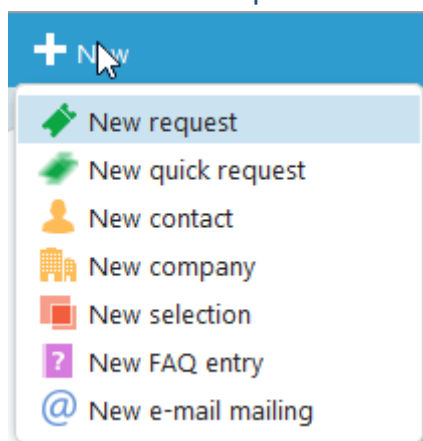 New
New request
New quick request
New contact
New company
New selection
New FAQ entry
New e-mail mailing